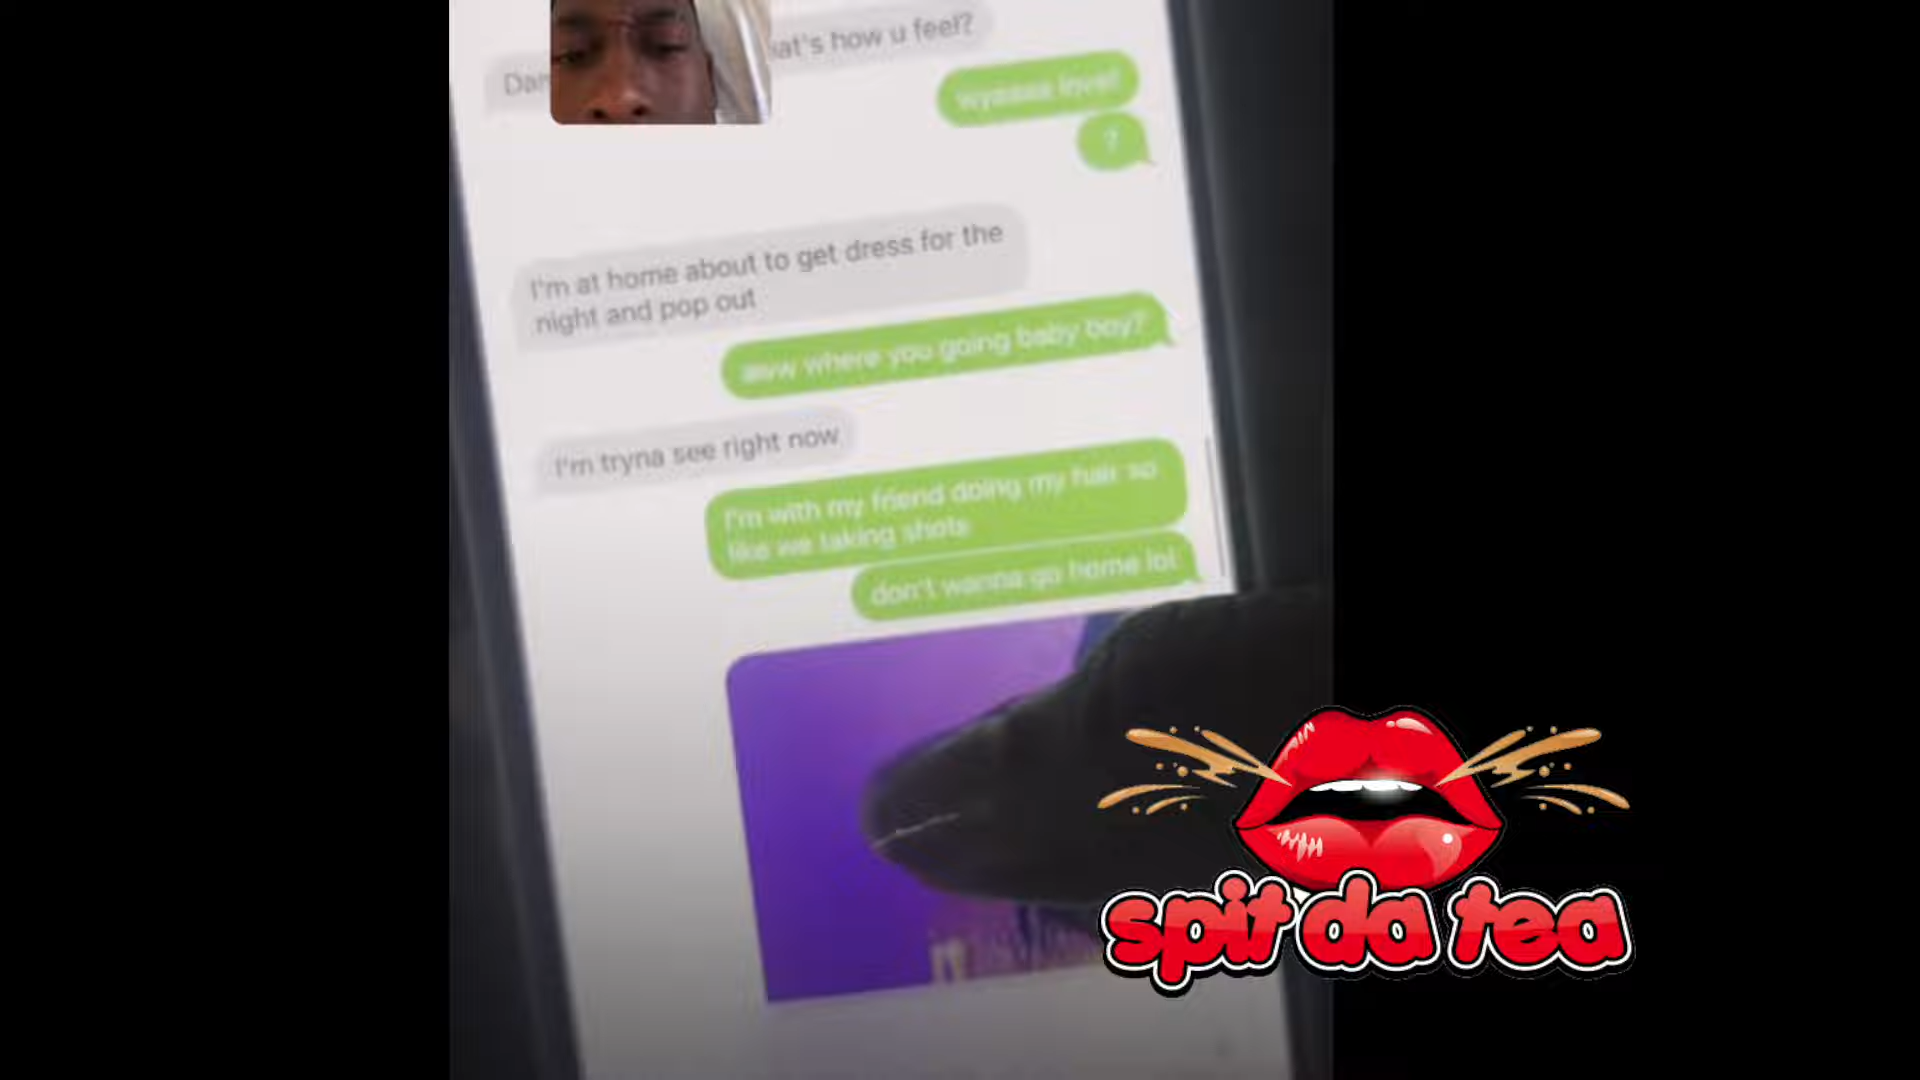 hat's how u feel?
wyaaaa love!
?
I'm at home about to get dress for the
night and pop out
aww where you going baby boy?
I'm tryna see right now
I'm with my friend doing my hair so
like we taking shots
don't wanna go home lol
spit da tea